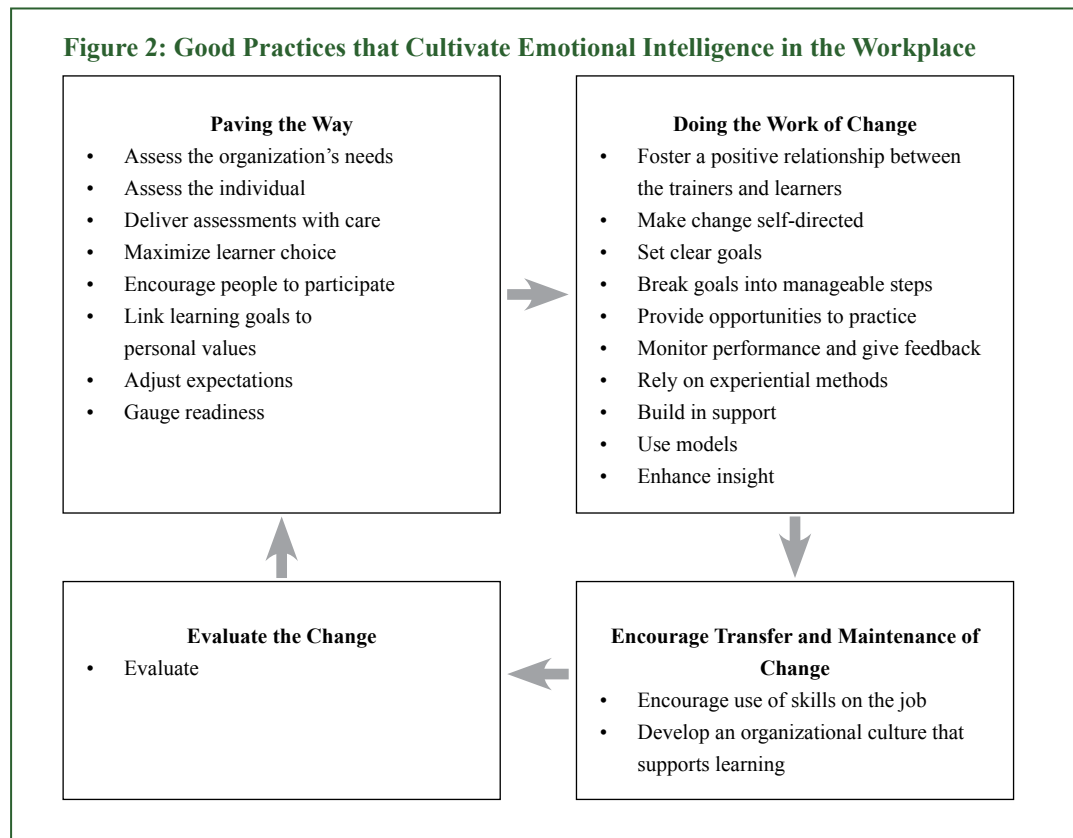 Figure 2: Good Practices that Cultivate Emotional Intelligence in the Workplace
Paving the Way
• Assess the organization’s needs
• Assess the individual
• Deliver assessments with care
• Maximize learner choice
• Encourage people to participate
• Link learning goals to
personal values
• Adjust expectations
• Gauge readiness
Doing the Work of Change
• Foster a positive relationship between
the trainers and learners
• Make change self-directed
• Set clear goals
• Break goals into manageable steps
• Provide opportunities to practice
• Monitor performance and give feedback
• Rely on experiential methods
• Build in support
• Use models
• Enhance insight
Encourage Transfer and Maintenance of
Change
• Encourage use of skills on the job
• Develop an organizational culture that
supports learning
Evaluate the Change
• Evaluate